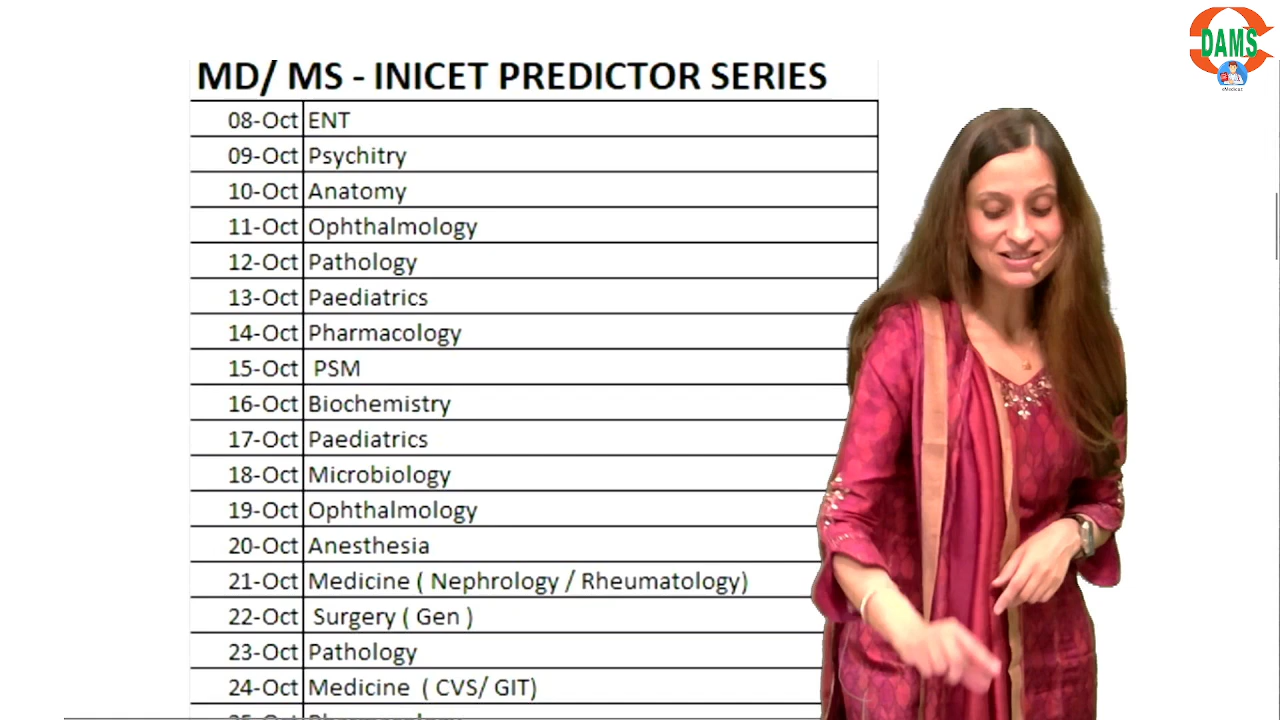 DAMS
eMedicoz
MD/ MS - INICET PREDICTOR SERIES
08-Oct ENT
09-Oct Psychitry
10-Oct Anatomy
11-Oct Ophthalmology
12-Oct Pathology
13-Oct Paediatrics
14-Oct Pharmacology
15-Oct PSM
16-Oct Biochemistry
17-Oct Paediatrics
18-Oct Microbiology
19-Oct Ophthalmology
20-Oct Anesthesia
21-Oct Medicine ( Nephrology / Rheumatology)
22-Oct Surgery ( Gen )
23-Oct Pathology
24-Oct Medicine ( CVS/ GIT)